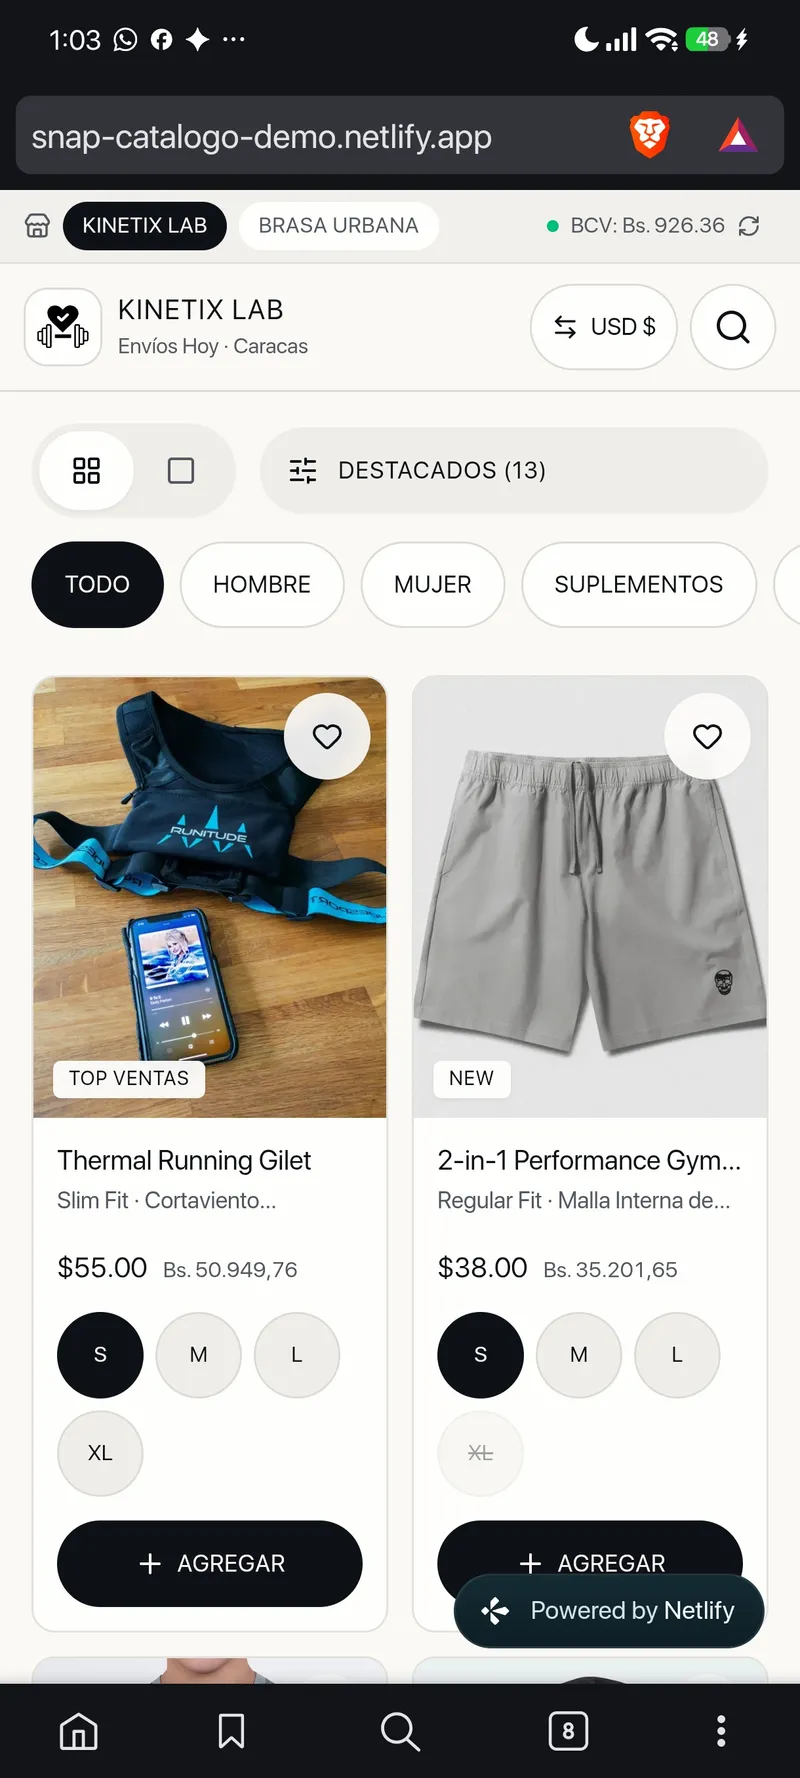 1:03
48
snap-catalogo-demo.netlify.app
KINETIX LAB
BRASA URBANA
BCV: Bs. 926.36
KINETIX LAB
Envíos Hoy · Caracas
USD $
DESTACADOS (13)
TODO
HOMBRE
MUJER
SUPLEMENTOS
RUNITUDE
TOP VENTAS
NEW
Thermal Running Gilet
Slim Fit · Cortaviento...
$55.00 Bs. 50.949,76
S
M
L
XL
+ AGREGAR
2-in-1 Performance Gym...
Regular Fit · Malla Interna de...
$38.00 Bs. 35.201,65
S
M
L
XL
+ AGREGAR
Powered by Netlify
8